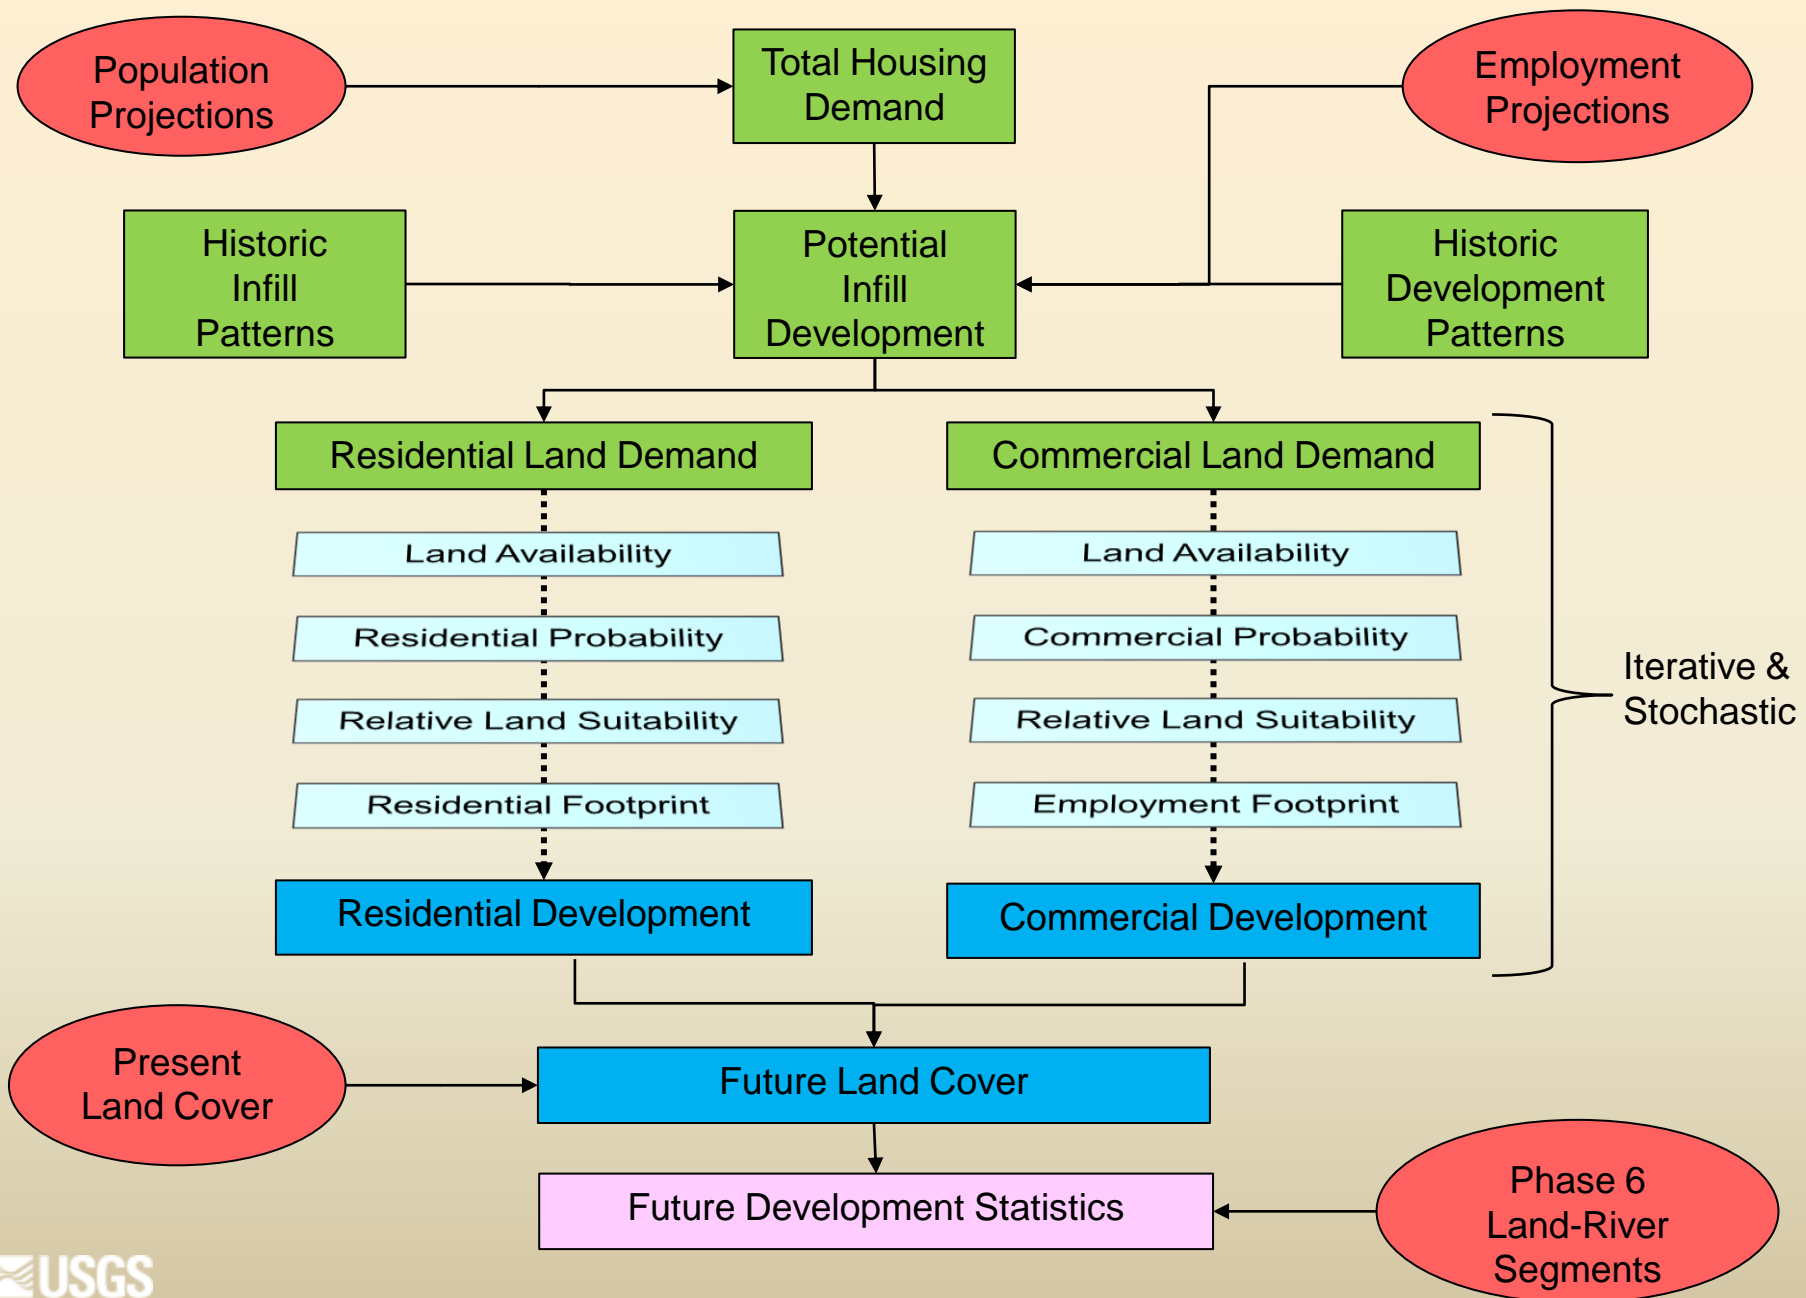 Population
Projections
Total Housing
Demand
Employment
Projections
Historic
Infill
Patterns
Potential
Infill
Development
Historic
Development
Patterns
Residential Land Demand
Commercial Land Demand
Land Availability
Land Availability
Residential Probability
Commercial Probability
Relative Land Suitability
Relative Land Suitability
Residential Footprint
Employment Footprint
Iterative &
Stochastic
Residential Development
Commercial Development
Present
Land Cover
Future Land Cover
Future Development Statistics
Phase 6
Land-River
Segments
USGS